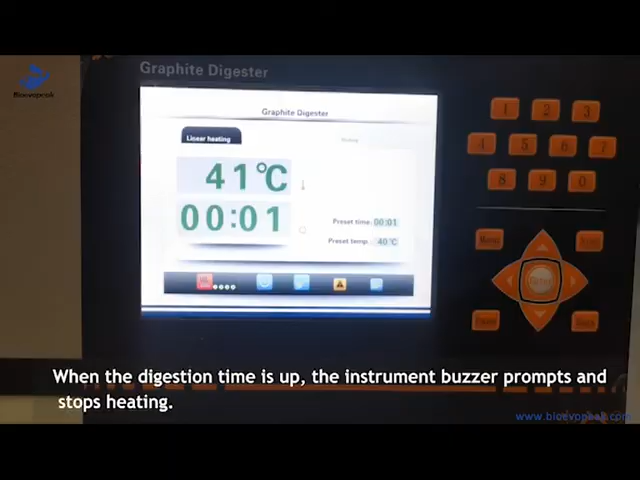 Graphite Digester
Bioevopeak
Graphite Digester
Linear heating
41°C
00:01
Preset time: 00:01
Preset temp: 40°C
1 2 3
4 5 6 7
8 9 0
Menu
Enter
When the digestion time is up, the instrument buzzer prompts and
stops heating.
www.bioevopeak.com